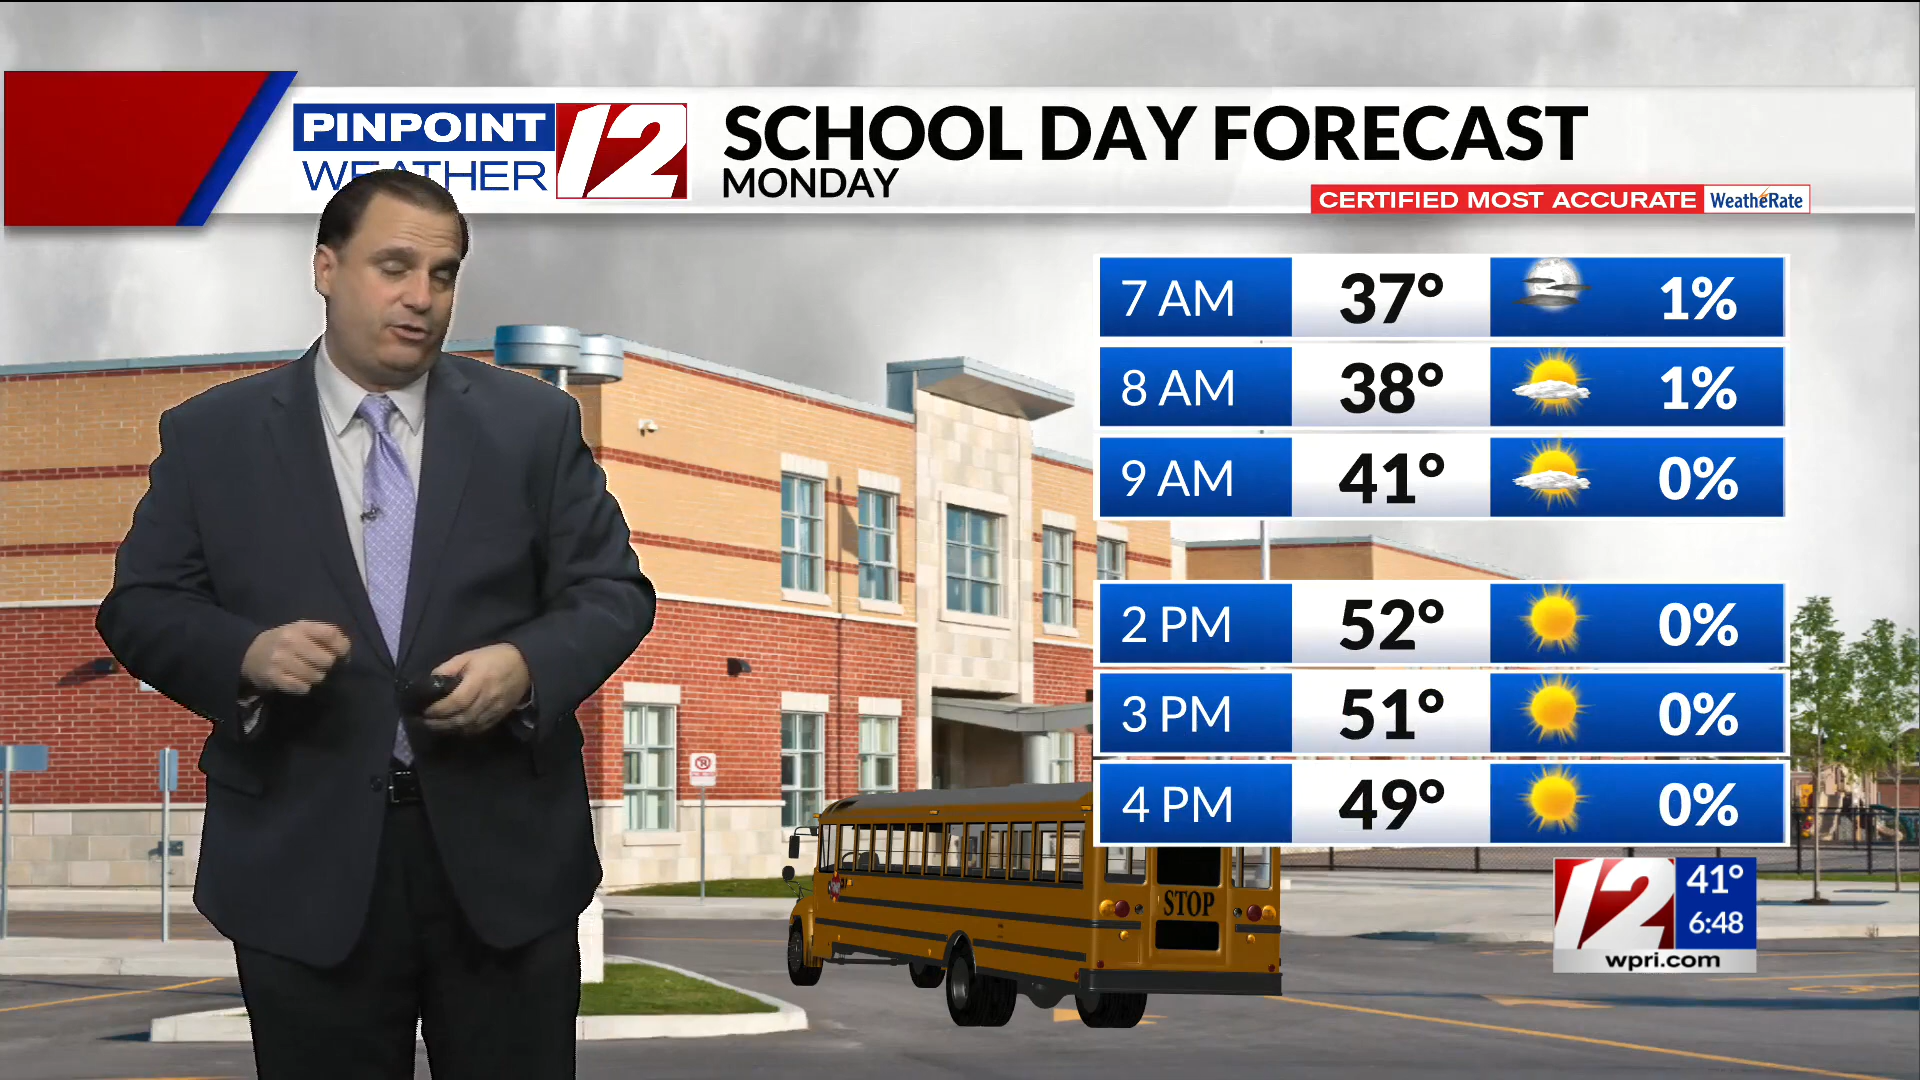 PINPOINT
WEATHER
12
SCHOOL DAY FORECAST
MONDAY
CERTIFIED MOST ACCURATE WeatheRate
7 AM 37° 1%
8 AM 38° 1%
9 AM 41° 0%
2 PM 52° 0%
3 PM 51° 0%
4 PM 49° 0%
STOP
12 41°
6:48
wpri.com